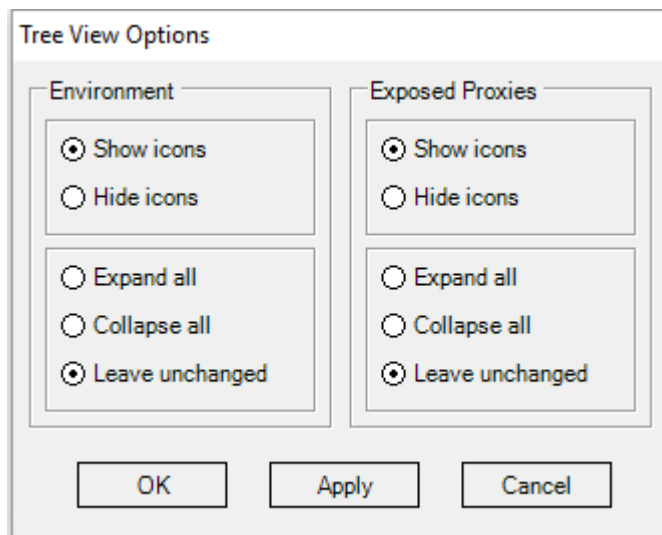 Tree View Options
Environment
Show icons
Hide icons
Expand all
Collapse all
Leave unchanged
Exposed Proxies
Show icons
Hide icons
Expand all
Collapse all
Leave unchanged
OK
Apply
Cancel